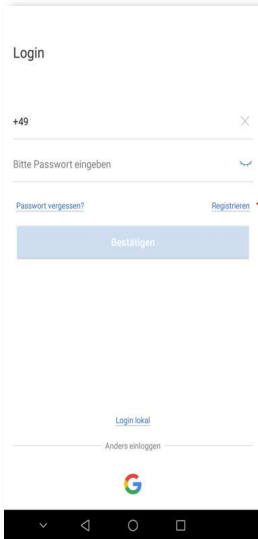 Login
+49
Bitte Passwort eingeben
Passwort vergessen? Registrieren
Bestätigen
Login lokal
Anders einloggen